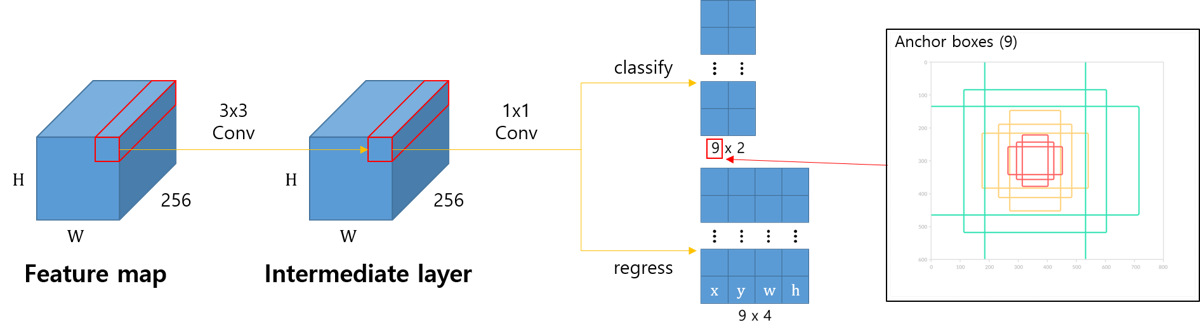 H
W
256
Feature map
3x3
Conv
H
W
256
Intermediate layer
1x1
Conv
classify
regress
9 x 2
x y w h
9 x 4
Anchor boxes (9)
0
100
200
300
400
500
600
0 100 200 300 400 500 600 700 800